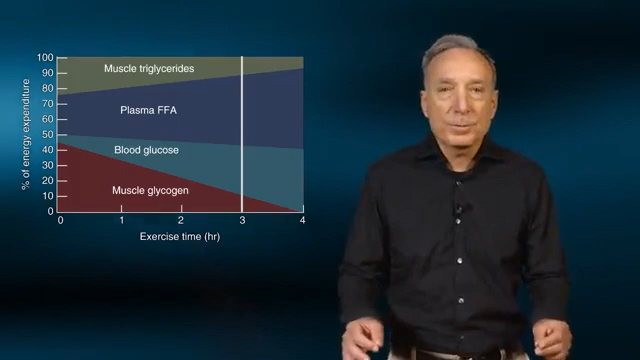 100
90
80
70
60
50
40
30
20
10
0
% of energy expenditure
Muscle triglycerides
Plasma FFA
Blood glucose
Muscle glycogen
0 1 2 3 4
Exercise time (hr)